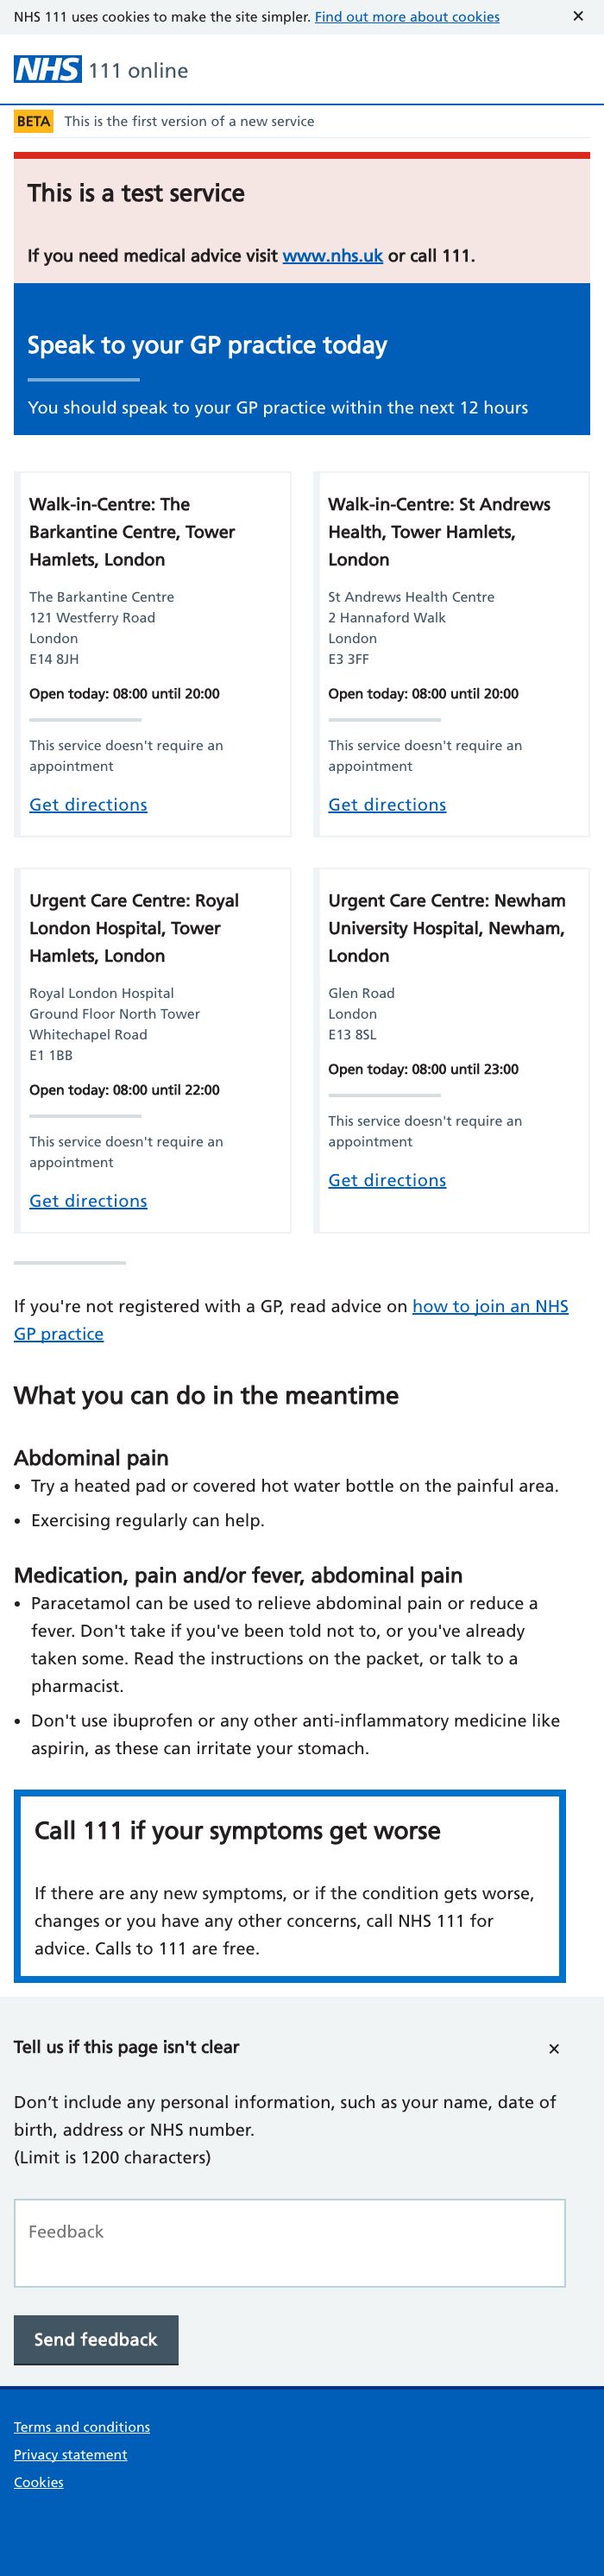 NHS 111 uses cookies to make the site simpler. Find out more about cookies ✕
NHS 111 online
BETA This is the first version of a new service
This is a test service
If you need medical advice visit www.nhs.uk or call 111.
Speak to your GP practice today
You should speak to your GP practice within the next 12 hours
Walk-in-Centre: The
Barkantine Centre, Tower
Hamlets, London
The Barkantine Centre
121 Westferry Road
London
E14 8JH
Open today: 08:00 until 20:00
This service doesn't require an
appointment
Get directions
Walk-in-Centre: St Andrews
Health, Tower Hamlets,
London
St Andrews Health Centre
2 Hannaford Walk
London
E3 3FF
Open today: 08:00 until 20:00
This service doesn't require an
appointment
Get directions
Urgent Care Centre: Royal
London Hospital, Tower
Hamlets, London
Royal London Hospital
Ground Floor North Tower
Whitechapel Road
E1 1BB
Open today: 08:00 until 22:00
This service doesn't require an
appointment
Get directions
Urgent Care Centre: Newham
University Hospital, Newham,
London
Glen Road
London
E13 8SL
Open today: 08:00 until 23:00
This service doesn't require an
appointment
Get directions
If you're not registered with a GP, read advice on how to join an NHS
GP practice
What you can do in the meantime
Abdominal pain
• Try a heated pad or covered hot water bottle on the painful area.
• Exercising regularly can help.
Medication, pain and/or fever, abdominal pain
• Paracetamol can be used to relieve abdominal pain or reduce a
fever. Don't take if you've been told not to, or you've already
taken some. Read the instructions on the packet, or talk to a
pharmacist.
• Don't use ibuprofen or any other anti-inflammatory medicine like
aspirin, as these can irritate your stomach.
Call 111 if your symptoms get worse
If there are any new symptoms, or if the condition gets worse,
changes or you have any other concerns, call NHS 111 for
advice. Calls to 111 are free.
Tell us if this page isn't clear ✕
Don’t include any personal information, such as your name, date of
birth, address or NHS number.
(Limit is 1200 characters)
Feedback
Send feedback
Terms and conditions
Privacy statement
Cookies